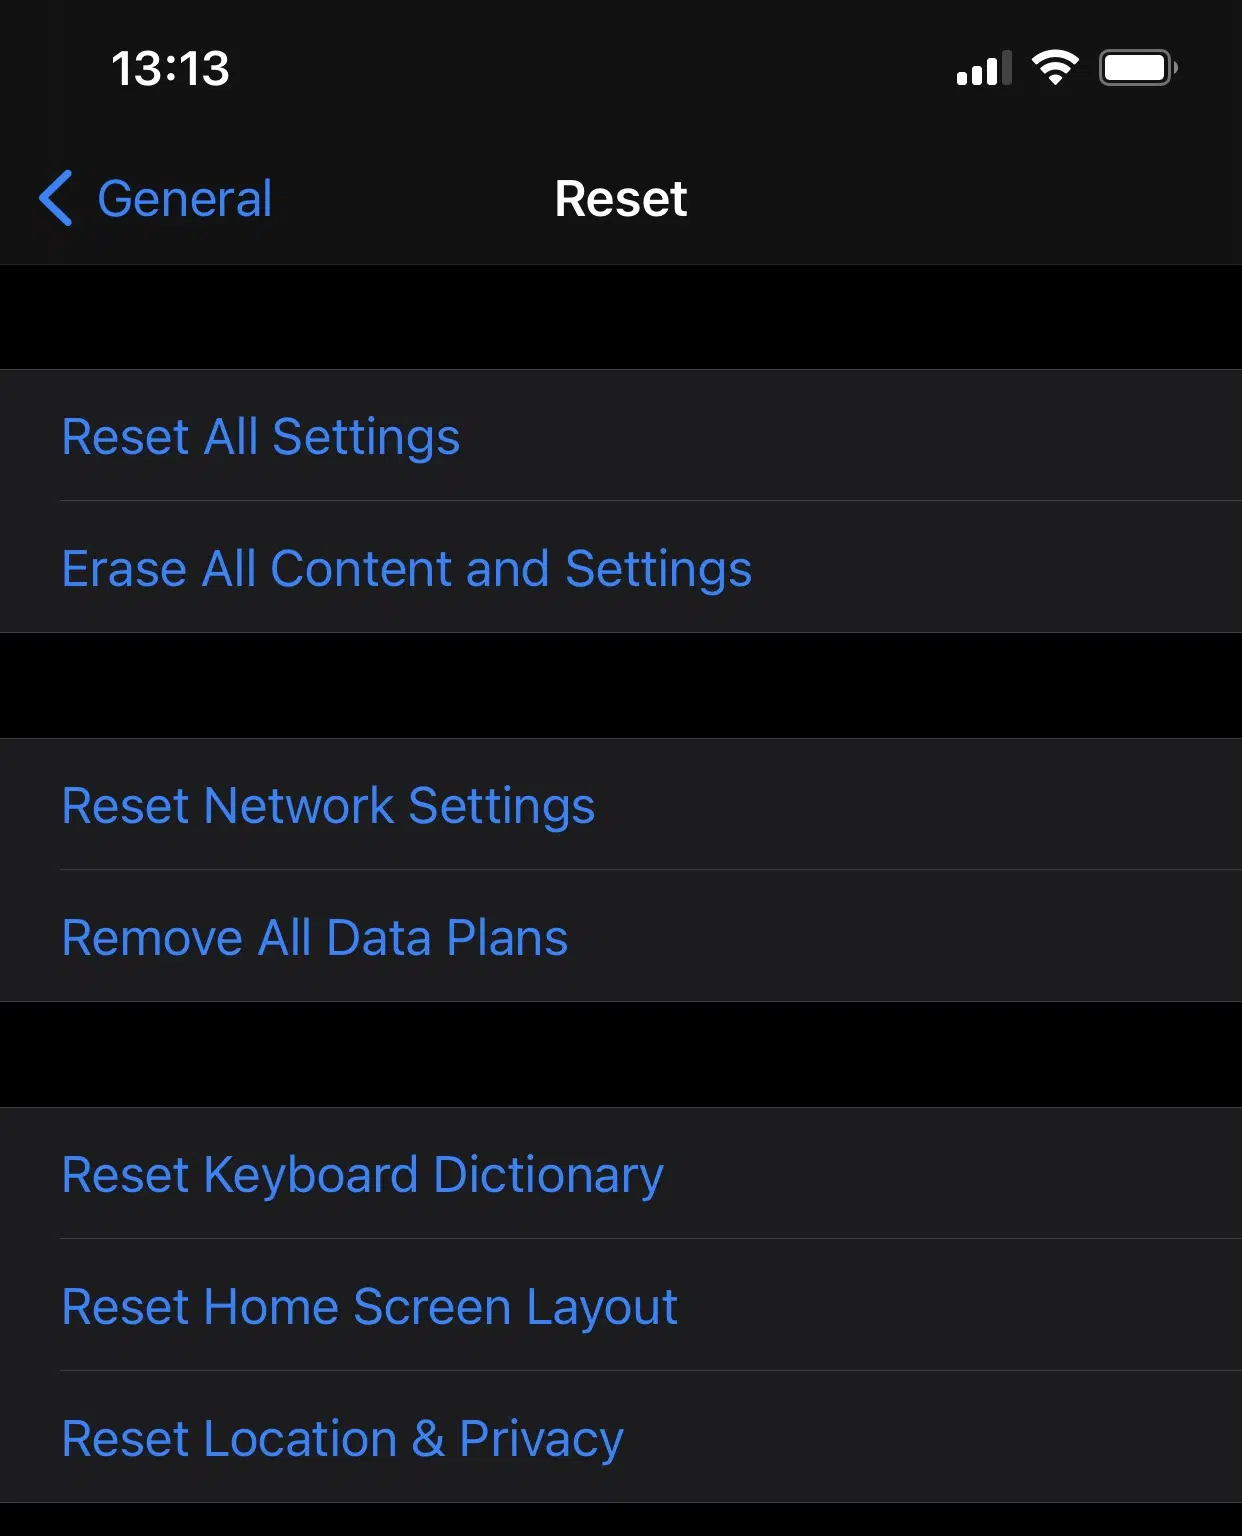 13:13
General
Reset
Reset All Settings
Erase All Content and Settings
Reset Network Settings
Remove All Data Plans
Reset Keyboard Dictionary
Reset Home Screen Layout
Reset Location & Privacy